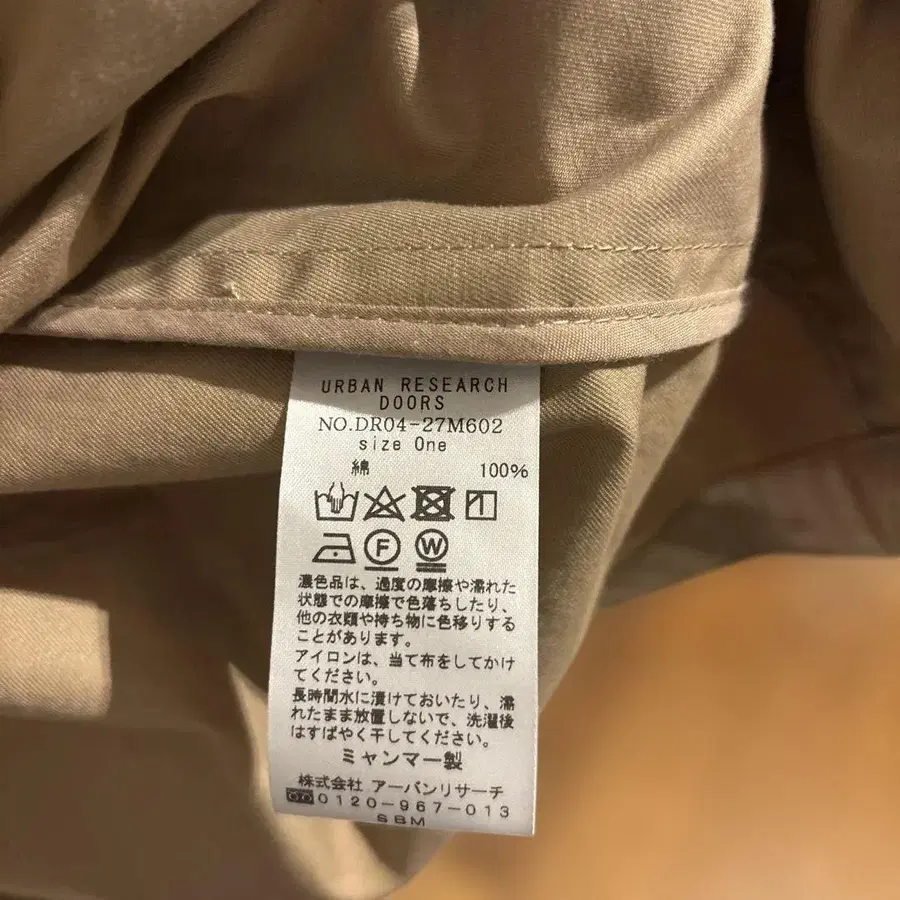 URBAN RESEARCH
DOORS
NO.DR04-27M602
size One
綿 100%
F W
濃色品は、過度の摩擦や濡れた
状態での摩擦で色落ちしたり、
他の衣類や持ち物に色移りする
ことがあります。
アイロンは、当て布をしてかけ
てください。
長時間水に漬けておいたり、濡
れたまま放置しないで、洗濯後
はすばやく干してください。
ミャンマー製
株式会社 アーバンリサーチ
0120-967-013
SBM